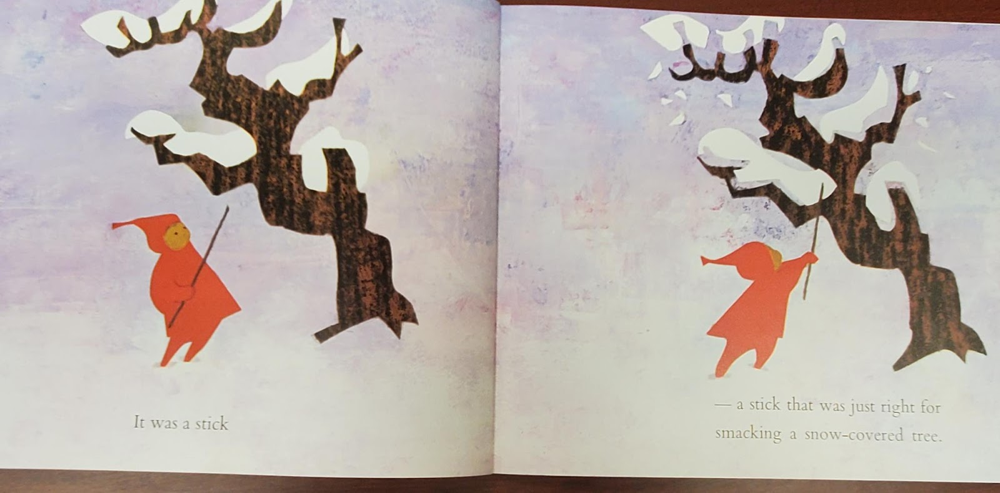 It was a stick
— a stick that was just right for
smacking a snow-covered tree.